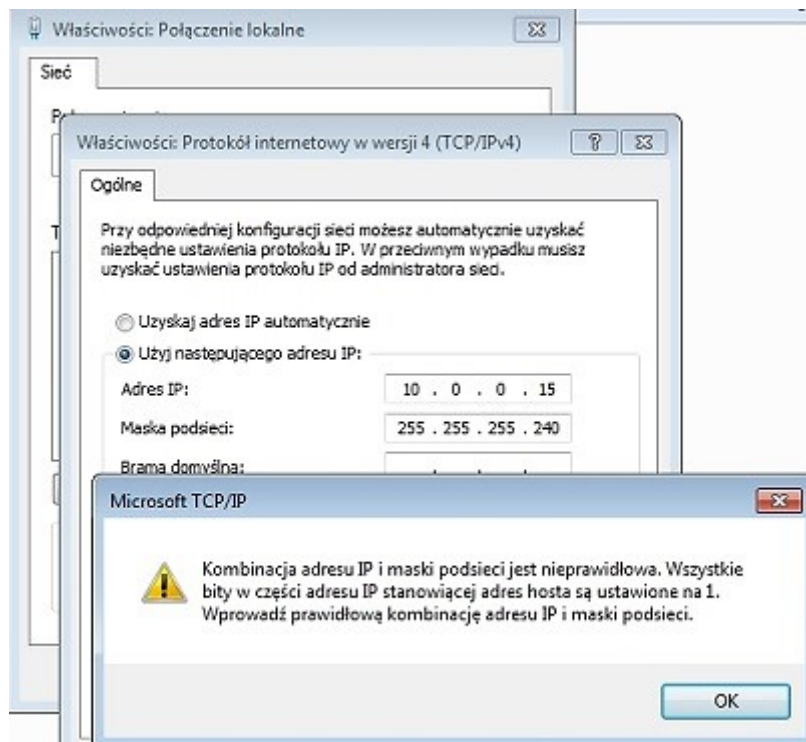 Właściwości: Połączenie lokalne
Sieć
Właściwości: Protokół internetowy w wersji 4 (TCP/IPv4)
Ogólne
Przy odpowiedniej konfiguracji sieci możesz automatycznie uzyskać
niezbędne ustawienia protokołu IP. W przeciwnym wypadku musisz
uzyskać ustawienia protokołu IP od administratora sieci.
Uzyskaj adres IP automatycznie
Użyj następującego adresu IP:
Adres IP: 10 . 0 . 0 . 15
Maska podsieci: 255 . 255 . 255 . 240
Brama domyślna:
Microsoft TCP/IP
Kombinacja adresu IP i maski podsieci jest nieprawidłowa. Wszystkie
bity w części adresu IP stanowiącej adres hosta są ustawione na 1.
Wprowadź prawidłową kombinację adresu IP i maski podsieci.
OK